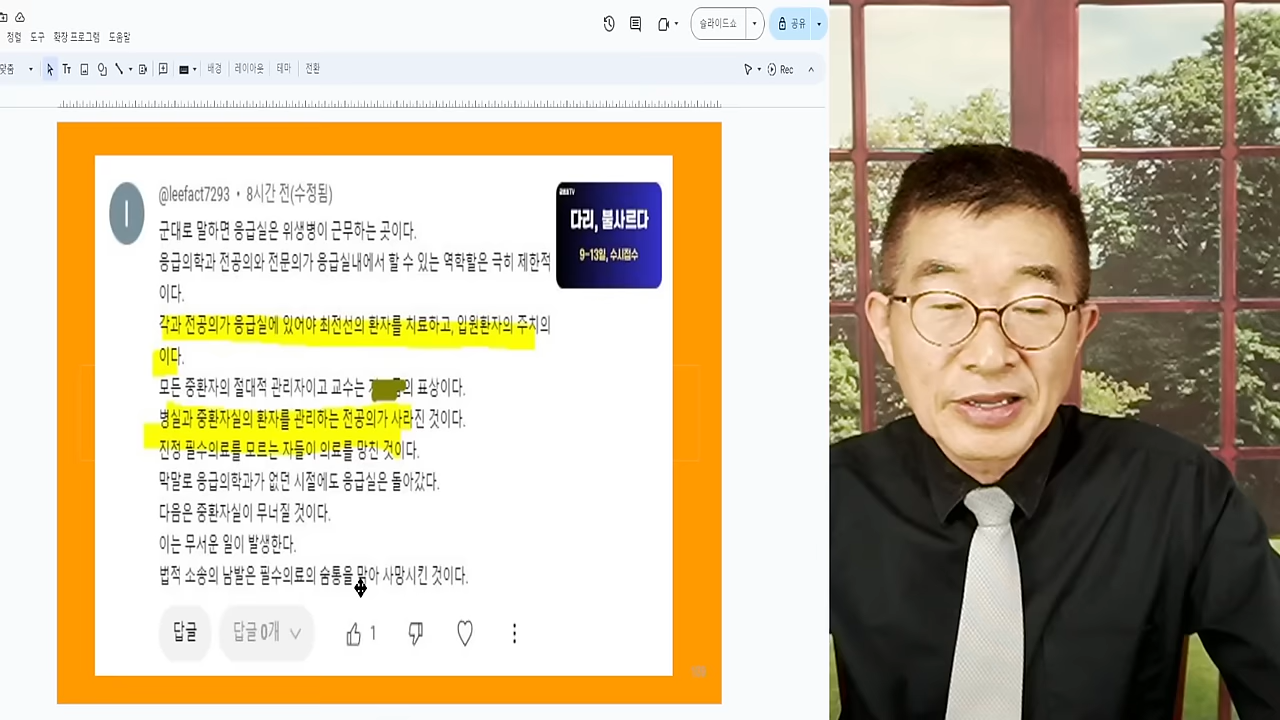 정렬 도구 확장 프로그램 도움말
슬라이드쇼
공유
맞춤
배경 레이아웃 테마 전환
Rec
@leefact7293 • 8시간 전(수정됨)
군대로 말하면 응급실은 위생병이 근무하는 곳이다.
응급의학과 전공의와 전문의가 응급실내에서 할 수 있는 역학할은 극히 제한적
이다.
각과 전공의가 응급실에 있어야 최전선의 환자를 치료하고, 입원환자의 주치의
이다.
모든 중환자의 절대적 관리자이고 교수는 의 표상이다.
병실과 중환자실의 환자를 관리하는 전공의가 사라진 것이다.
진정 필수의료를 모르는 자들이 의료를 망친 것이다.
막말로 응급의학과가 없던 시절에도 응급실은 돌아갔다.
다음은 중환자실이 무너질 것이다.
이는 무서운 일이 발생한다.
법적 소송의 남발은 필수의료의 숨통을 막아 사망시킨 것이다.
답글 답글 0개 1
다리, 불사르다
9-13일, 수시접수